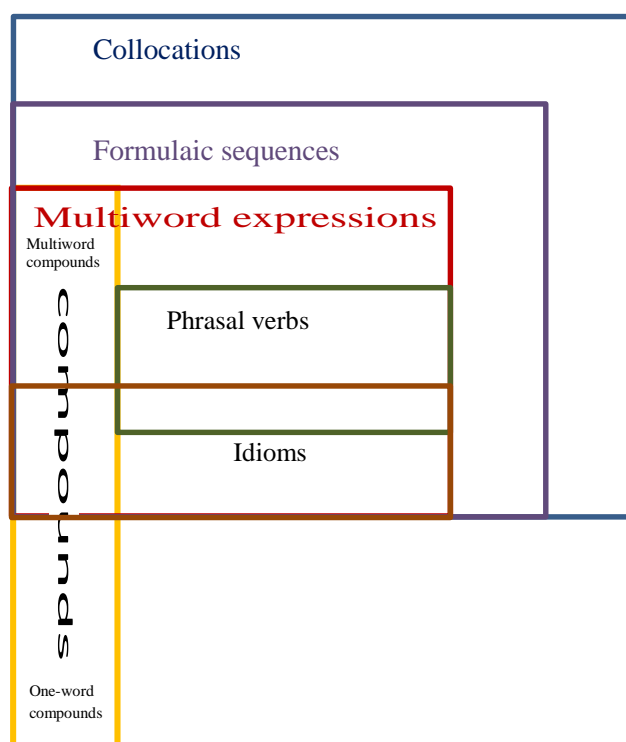 Collocations
Formulaic sequences
Multiword expressions
Multiword
compounds
compounds
Phrasal verbs
Idioms
One-word
compounds